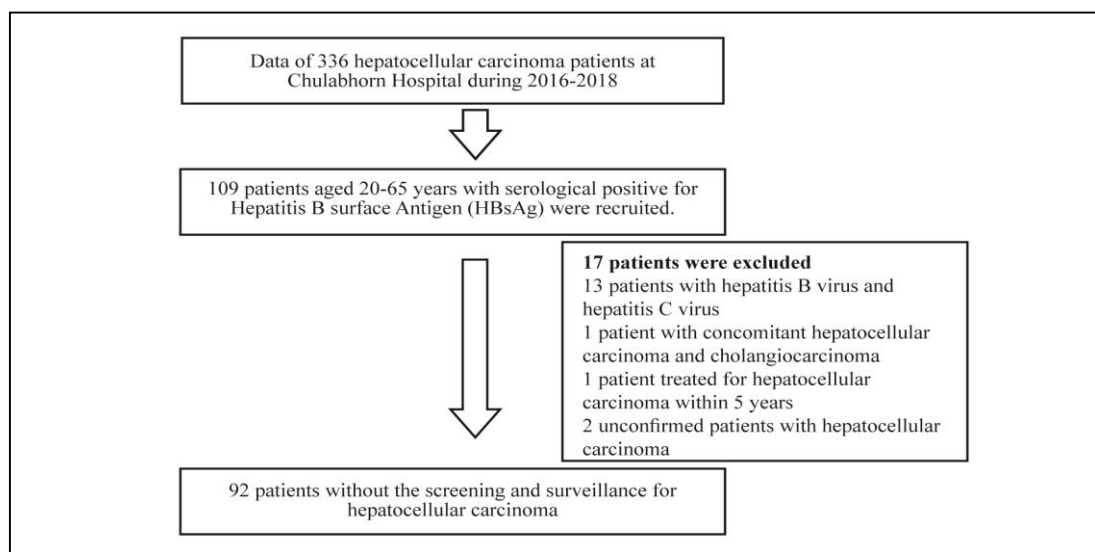 Data of 336 hepatocellular carcinoma patients at
Chulabhorn Hospital during 2016-2018
109 patients aged 20-65 years with serological positive for
Hepatitis B surface Antigen (HBsAg) were recruited.
17 patients were excluded
13 patients with hepatitis B virus and
hepatitis C virus
1 patient with concomitant hepatocellular
carcinoma and cholangiocarcinoma
1 patient treated for hepatocellular
carcinoma within 5 years
2 unconfirmed patients with hepatocellular
carcinoma
92 patients without the screening and surveillance for
hepatocellular carcinoma